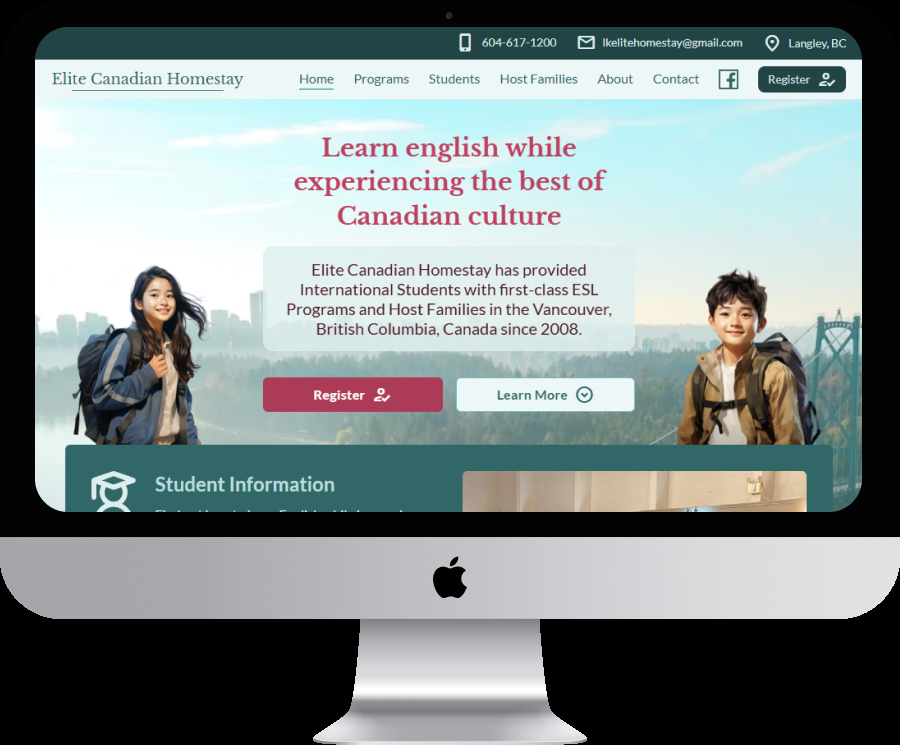 604-617-1200 lkelitehomestay@gmail.com Langley, BC
Elite Canadian Homestay Home Programs Students Host Families About Contact Register
Learn english while
experiencing the best of
Canadian culture
Elite Canadian Homestay has provided
International Students with first-class ESL
Programs and Host Families in the Vancouver,
British Columbia, Canada since 2008.
Register Learn More
Student Information